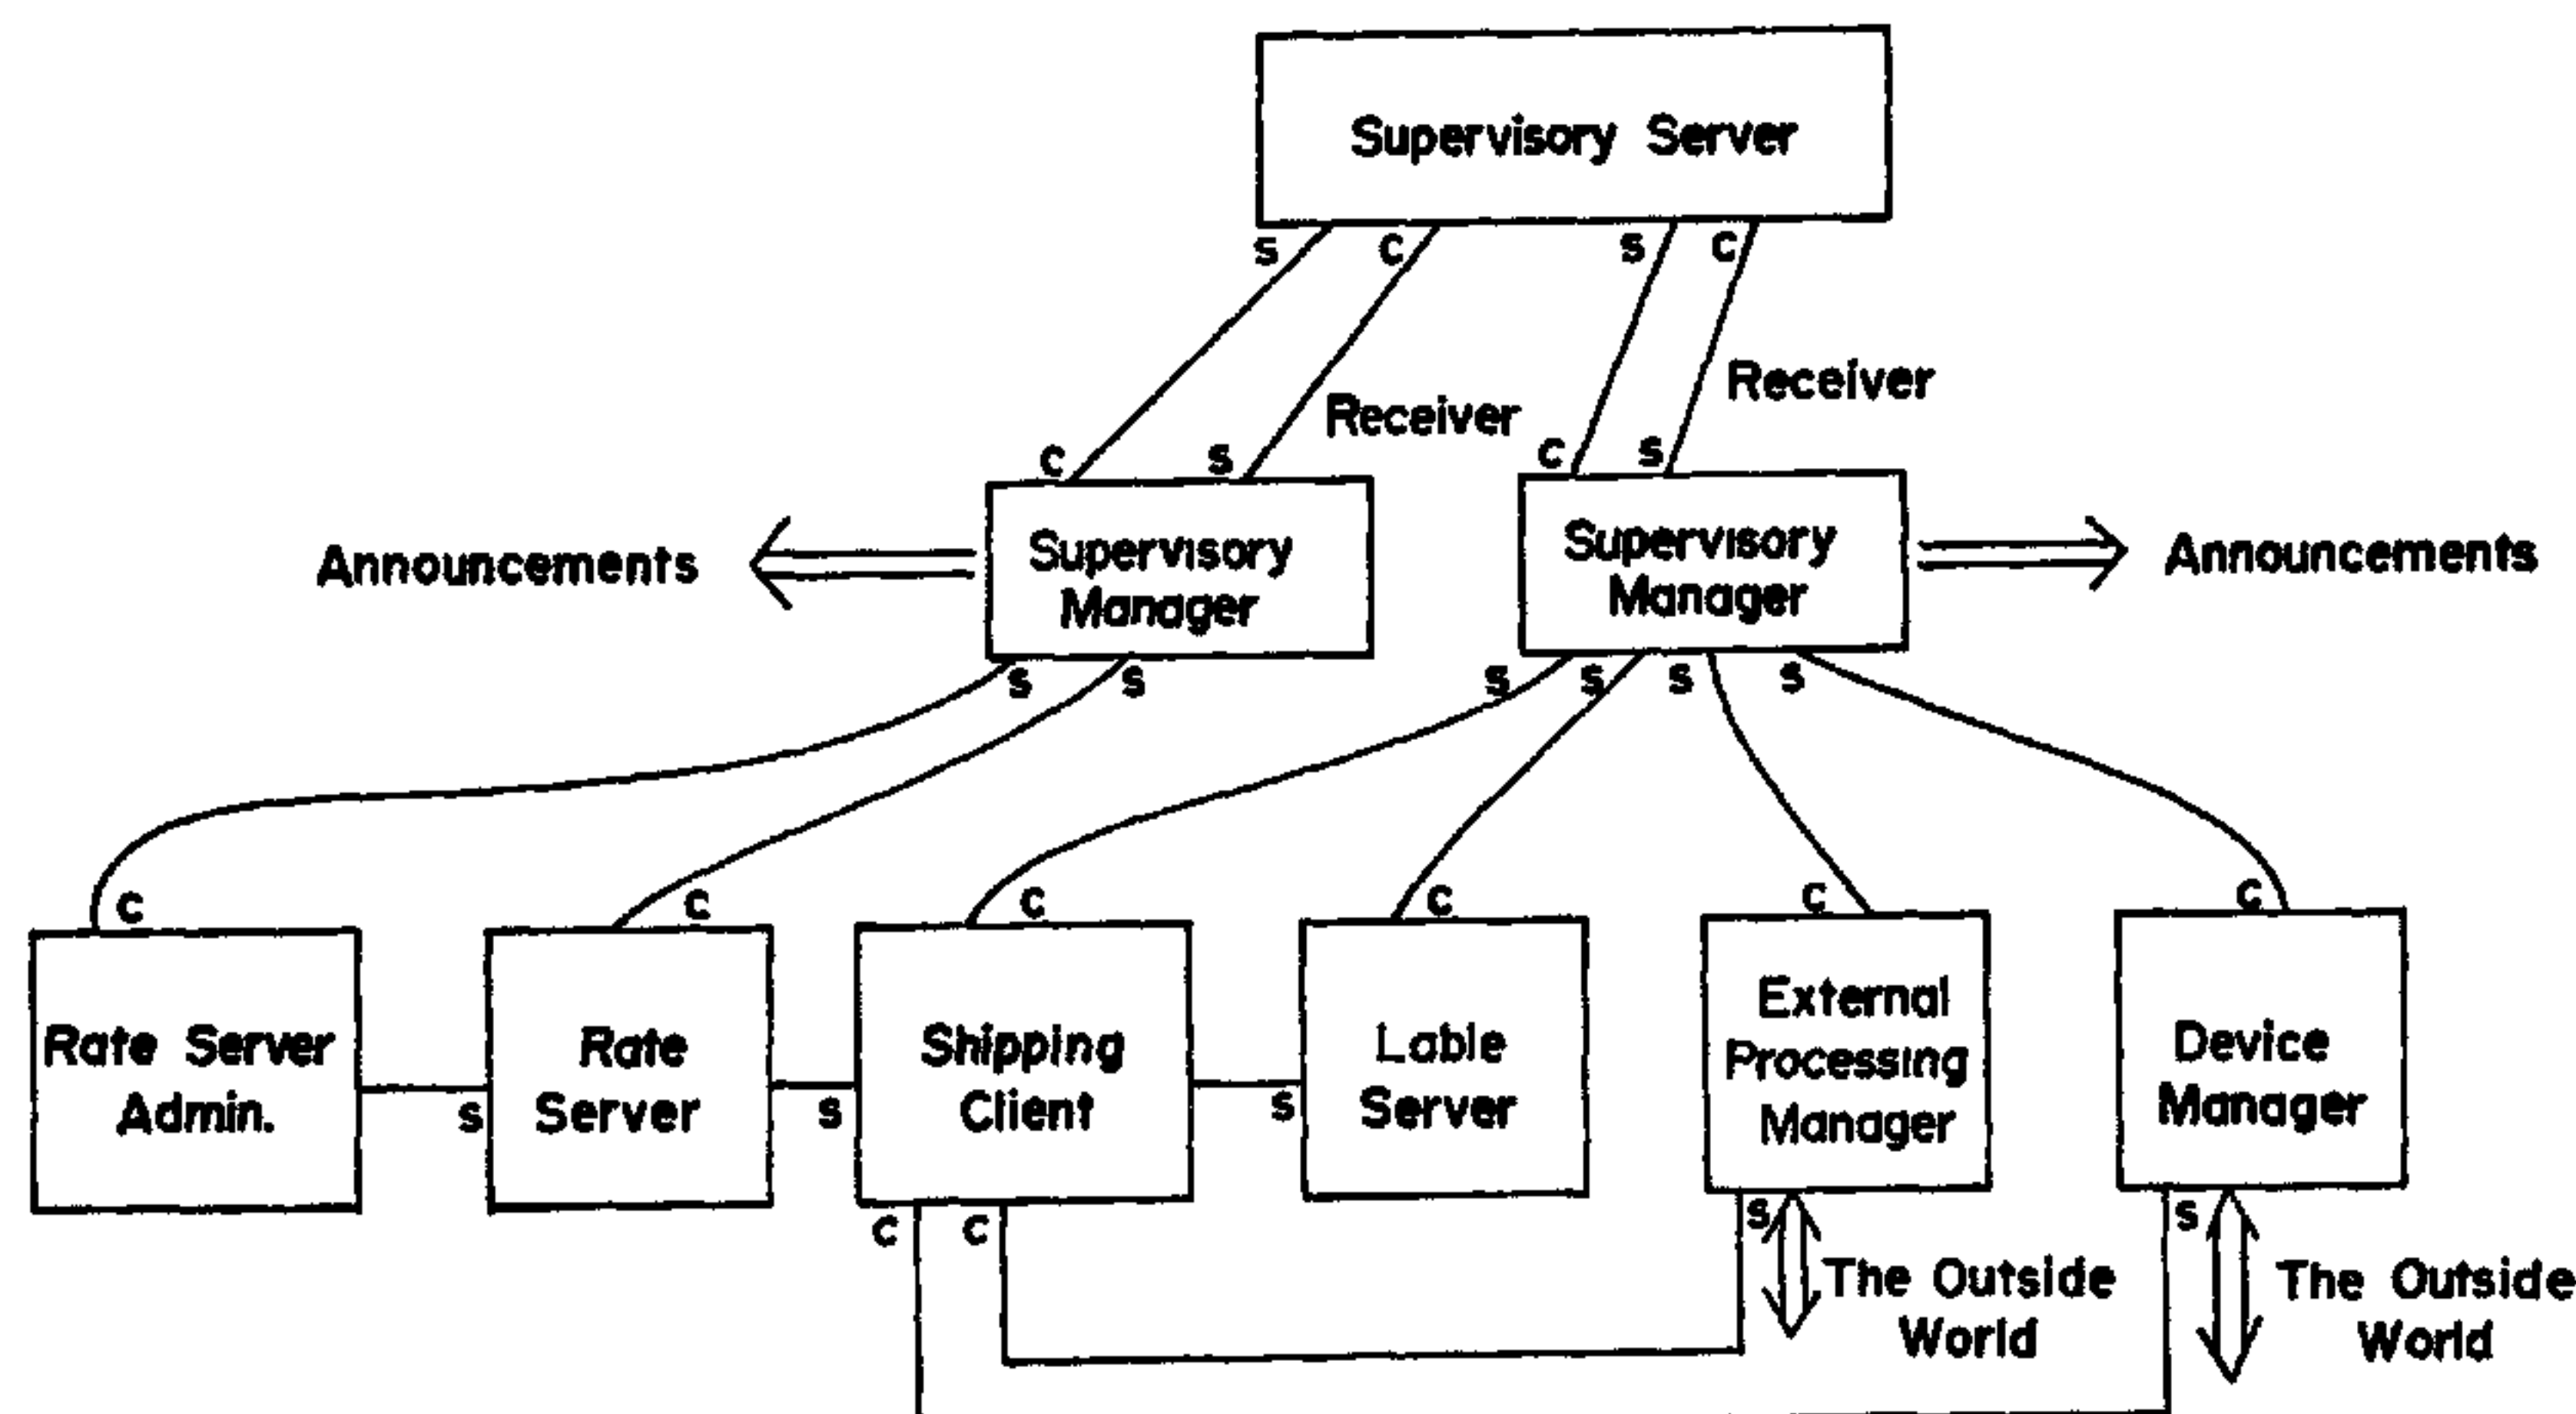 Supervisory Server
s c s c
Receiver
Receiver
c s c s
Announcements
Supervisory
Manager
Supervisory
Manager
Announcements
s s s s s s
c c c c c c
Rate Server
Admin.
Rate
Server
Shipping
Client
Lable
Server
External
Processing
Manager
Device
Manager
s s s
c c s s
The Outside
World
The Outside
World